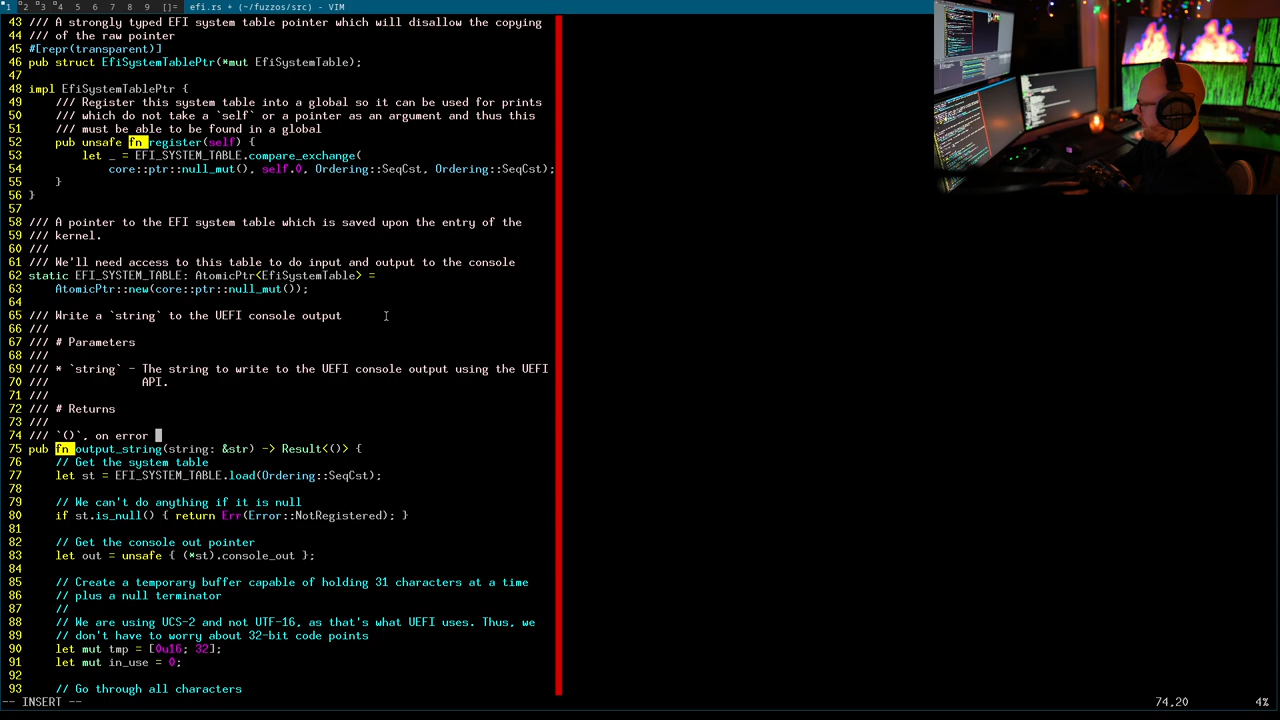 1 2 3 4 5 6 7 8 9 []= efi.rs + (~/fuzzos/src) - VIM
43 /// A strongly typed EFI system table pointer which will disallow the copying
44 /// of the raw pointer
45 #[repr(transparent)]
46 pub struct EfiSystemTablePtr(*mut EfiSystemTable);
47
48 impl EfiSystemTablePtr {
49     /// Register this system table into a global so it can be used for prints
50     /// which do not take a `self` or a pointer as an argument and thus this
51     /// must be able to be found in a global
52     pub unsafe fn register(self) {
53         let _ = EFI_SYSTEM_TABLE.compare_exchange(
54             core::ptr::null_mut(), self.0, Ordering::SeqCst, Ordering::SeqCst);
55     }
56 }
57
58 /// A pointer to the EFI system table which is saved upon the entry of the
59 /// kernel.
60 ///
61 /// We'll need access to this table to do input and output to the console
62 static EFI_SYSTEM_TABLE: AtomicPtr<EfiSystemTable> =
63     AtomicPtr::new(core::ptr::null_mut());
64
65 /// Write a `string` to the UEFI console output
66 ///
67 /// # Parameters
68 ///
69 /// * `string` - The string to write to the UEFI console output using the UEFI
70 ///              API.
71 ///
72 /// # Returns
73 ///
74 /// `()`, on error
75 pub fn output_string(string: &str) -> Result<()> {
76     // Get the system table
77     let st = EFI_SYSTEM_TABLE.load(Ordering::SeqCst);
78
79     // We can't do anything if it is null
80     if st.is_null() { return Err(Error::NotRegistered); }
81
82     // Get the console out pointer
83     let out = unsafe { (*st).console_out };
84
85     // Create a temporary buffer capable of holding 31 characters at a time
86     // plus a null terminator
87     //
88     // We are using UCS-2 and not UTF-16, as that's what UEFI uses. Thus, we
89     // don't have to worry about 32-bit code points
90     let mut tmp = [0u16; 32];
91     let mut in_use = 0;
92
93     // Go through all characters
-- INSERT -- 74,20 4%